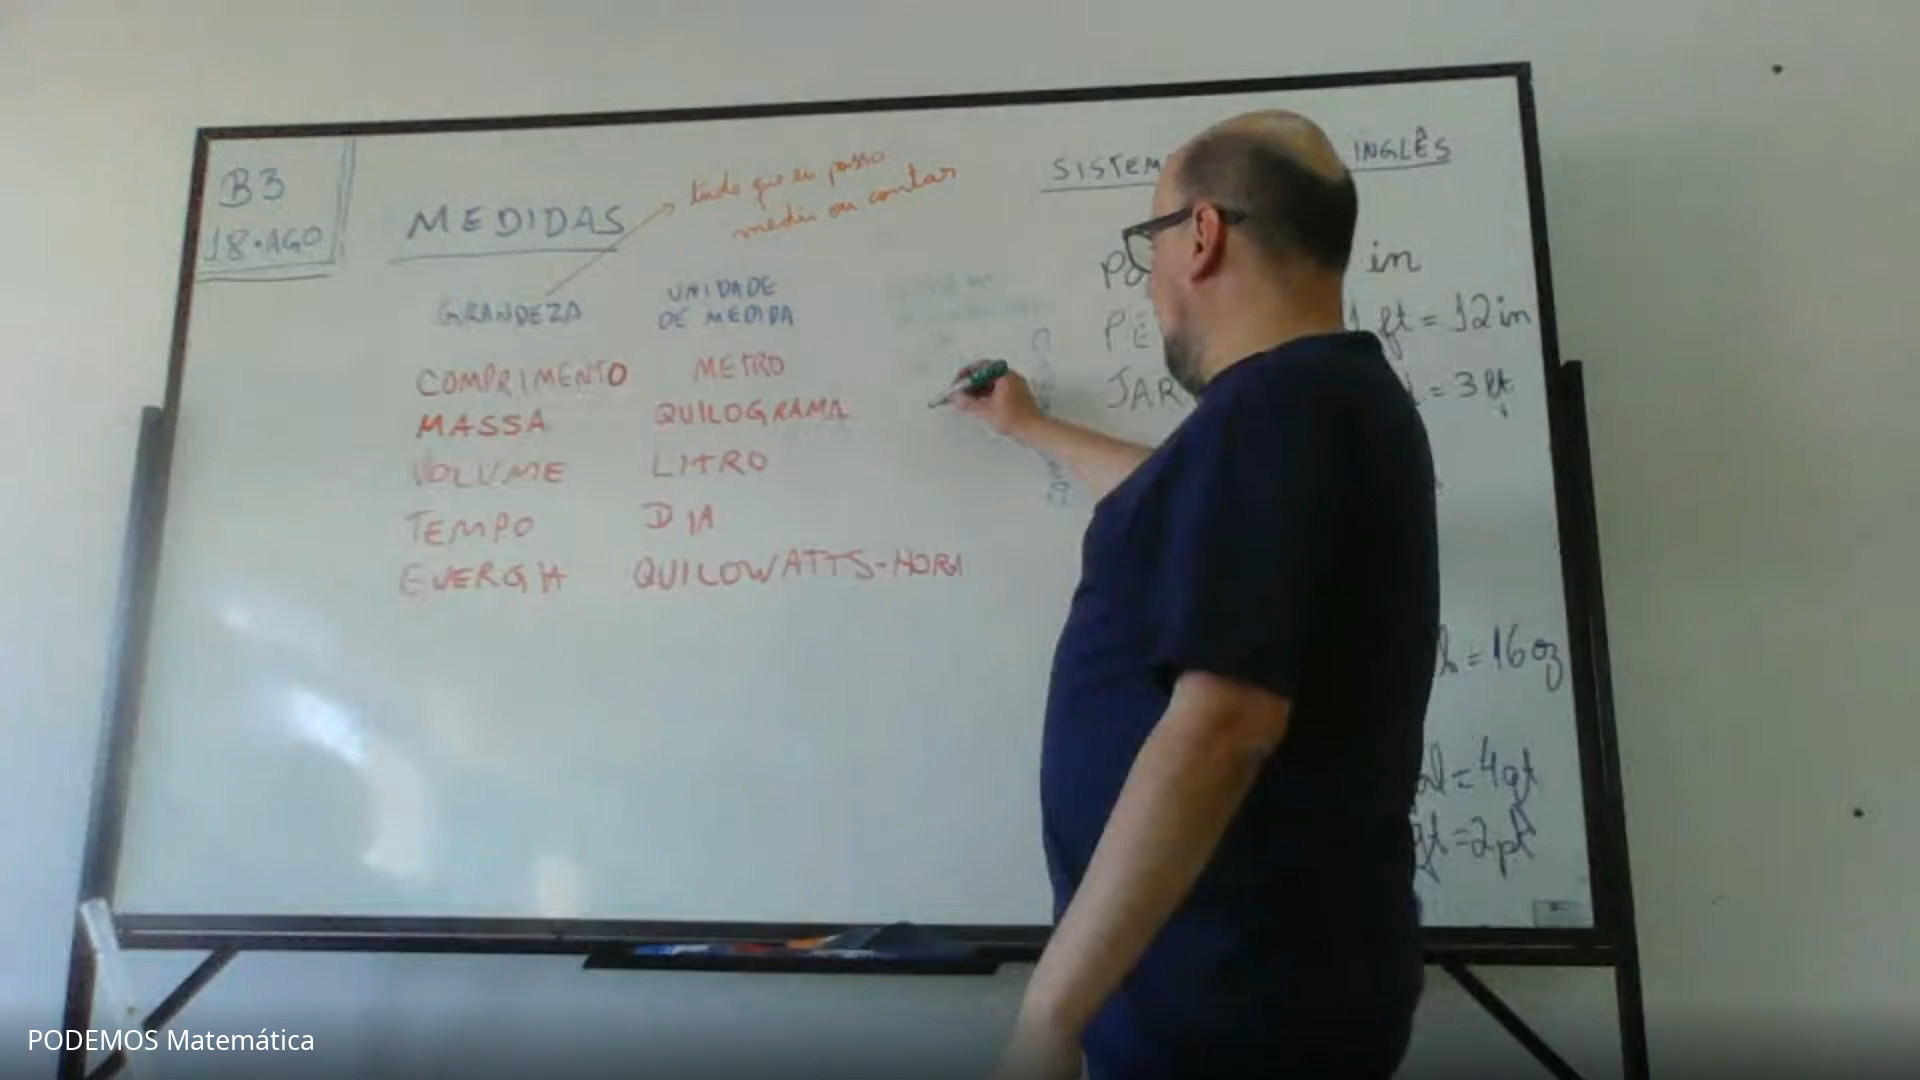 B3
18·AGO
MEDIDAS
tudo que eu posso
medir ou contar
GRANDEZA
UNIDADE
DE MEDIDA
COMPRIMENTO METRO
MASSA QUILOGRAMA
VOLUME LITRO
TEMPO DIA
ENERGIA QUILOWATTS-HORA
INGLÊS
in
1 ft = 12 in
= 3 ft
= 16 oz
= 4 qt
qt = 2 pt
PODEMOS Matemática